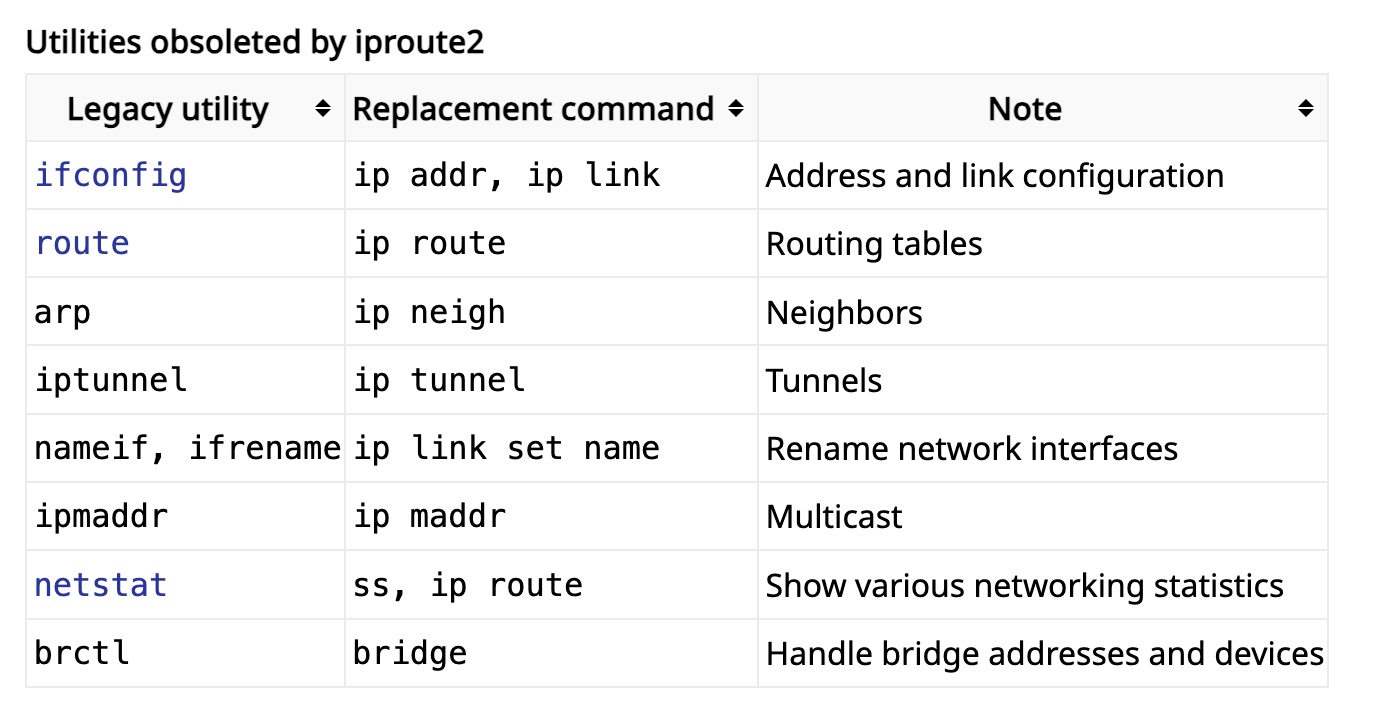 Utilities obsoleted by iproute2
Legacy utility Replacement command Note
ifconfig ip addr, ip link Address and link configuration
route ip route Routing tables
arp ip neigh Neighbors
iptunnel ip tunnel Tunnels
nameif, ifrename ip link set name Rename network interfaces
ipmaddr ip maddr Multicast
netstat ss, ip route Show various networking statistics
brctl bridge Handle bridge addresses and devices